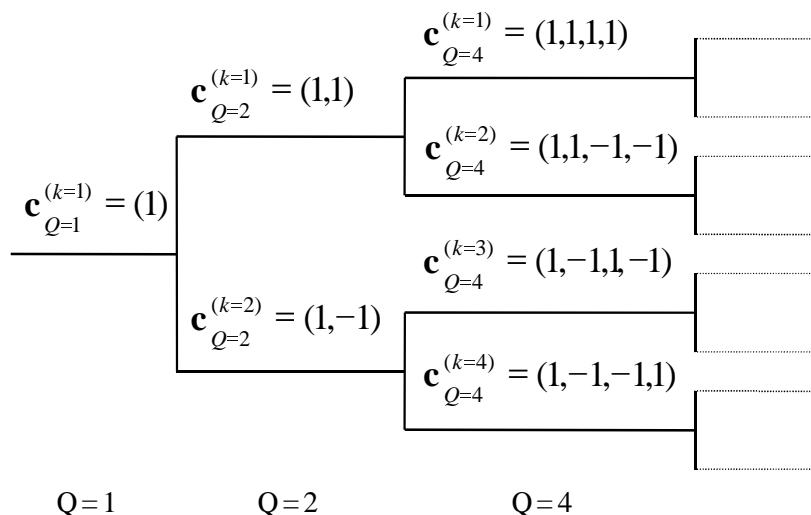 c_{Q=4}^{(k=1)} = (1,1,1,1)
c_{Q=2}^{(k=1)} = (1,1)
c_{Q=4}^{(k=2)} = (1,1,−1,−1)
c_{Q=1}^{(k=1)} = (1)
c_{Q=4}^{(k=3)} = (1,−1,1,−1)
c_{Q=2}^{(k=2)} = (1,−1)
c_{Q=4}^{(k=4)} = (1,−1,−1,1)
Q = 1 Q = 2 Q = 4